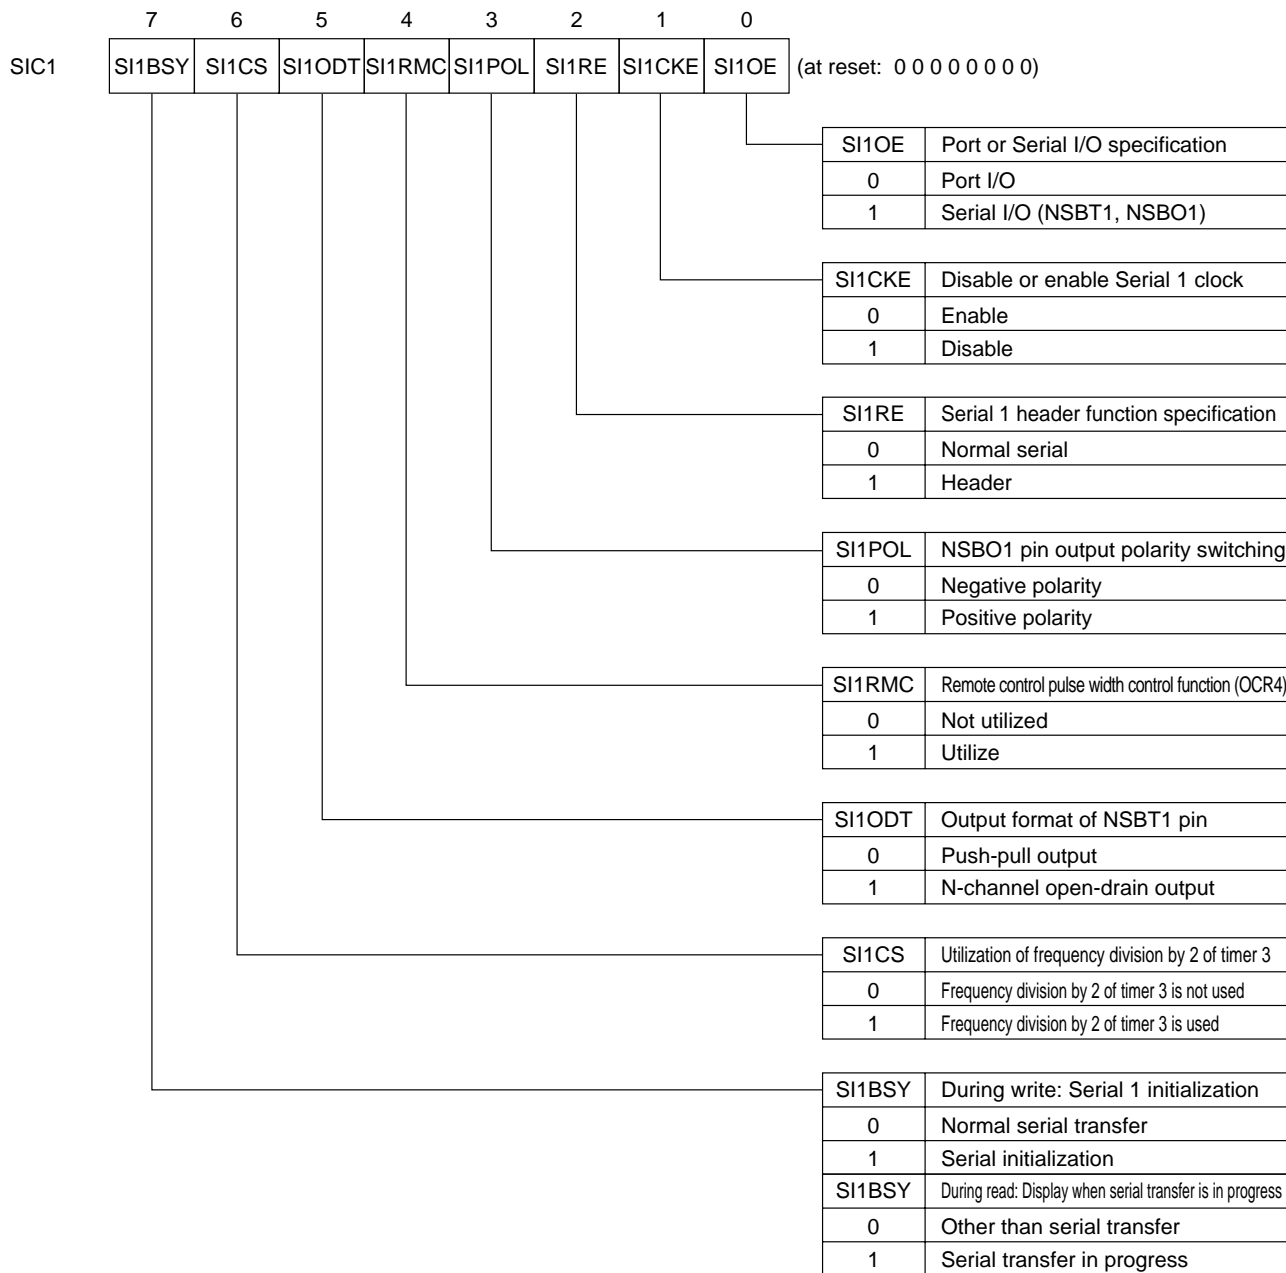 7 6 5 4 3 2 1 0
SIC1 SI1BSY SI1CS SI1ODT SI1RMC SI1POL SI1RE SI1CKE SI1OE (at reset: 0 0 0 0 0 0 0 0)
SI1OE Port or Serial I/O specification
0 Port I/O
1 Serial I/O (NSBT1, NSBO1)
SI1CKE Disable or enable Serial 1 clock
0 Enable
1 Disable
SI1RE Serial 1 header function specification
0 Normal serial
1 Header
SI1POL NSBO1 pin output polarity switching
0 Negative polarity
1 Positive polarity
SI1RMC Remote control pulse width control function (OCR4)
0 Not utilized
1 Utilize
SI1ODT Output format of NSBT1 pin
0 Push-pull output
1 N-channel open-drain output
SI1CS Utilization of frequency division by 2 of timer 3
0 Frequency division by 2 of timer 3 is not used
1 Frequency division by 2 of timer 3 is used
SI1BSY During write: Serial 1 initialization
0 Normal serial transfer
1 Serial initialization
SI1BSY During read: Display when serial transfer is in progress
0 Other than serial transfer
1 Serial transfer in progress